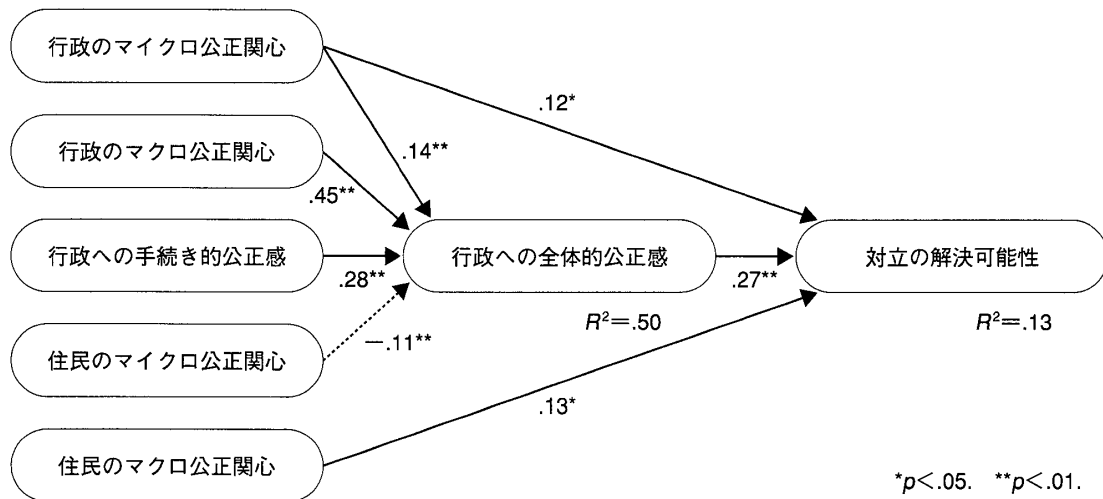 行政のマイクロ公正関心
.12*
行政のマクロ公正関心
.14**
.45**
行政への手続き的公正感
行政への全体的公正感
対立の解決可能性
.28**
.27**
R²=.50
R²=.13
住民のマイクロ公正関心
−.11**
.13*
住民のマクロ公正関心
*p<.05. **p<.01.